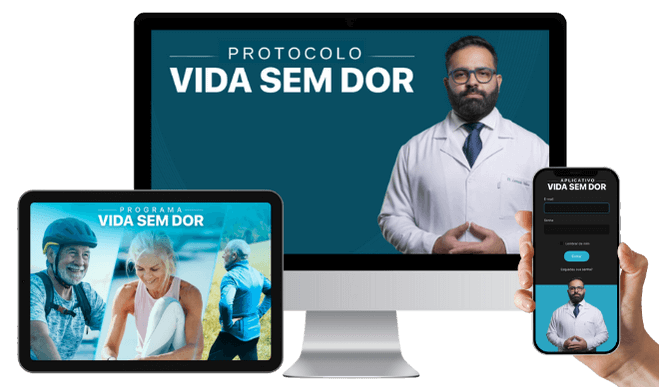 PROTOCOLO
VIDA SEM DOR
PROGRAMA
VIDA SEM DOR
APLICATIVO
VIDA SEM DOR
E-mail
Senha
Entrar